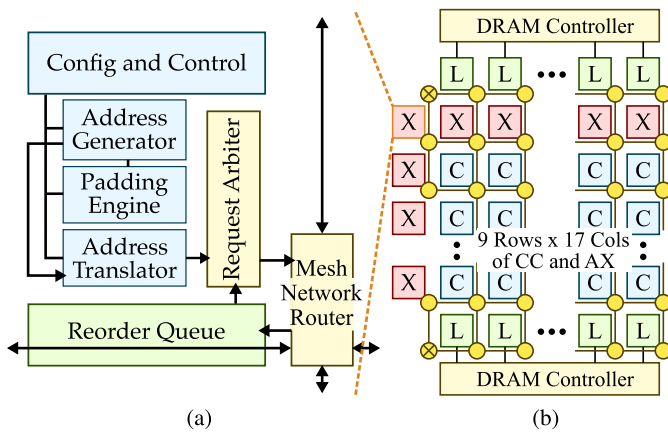 Config and Control
Address
Generator
Padding
Engine
Address
Translator
Request Arbiter
Mesh
Network
Router
Reorder Queue
(a)
DRAM Controller
L L ••• L L
X X X X X
X C C C C
X C C C C
9 Rows x 17 Cols
of CC and AX
X C C C C
L L ••• L L
DRAM Controller
(b)